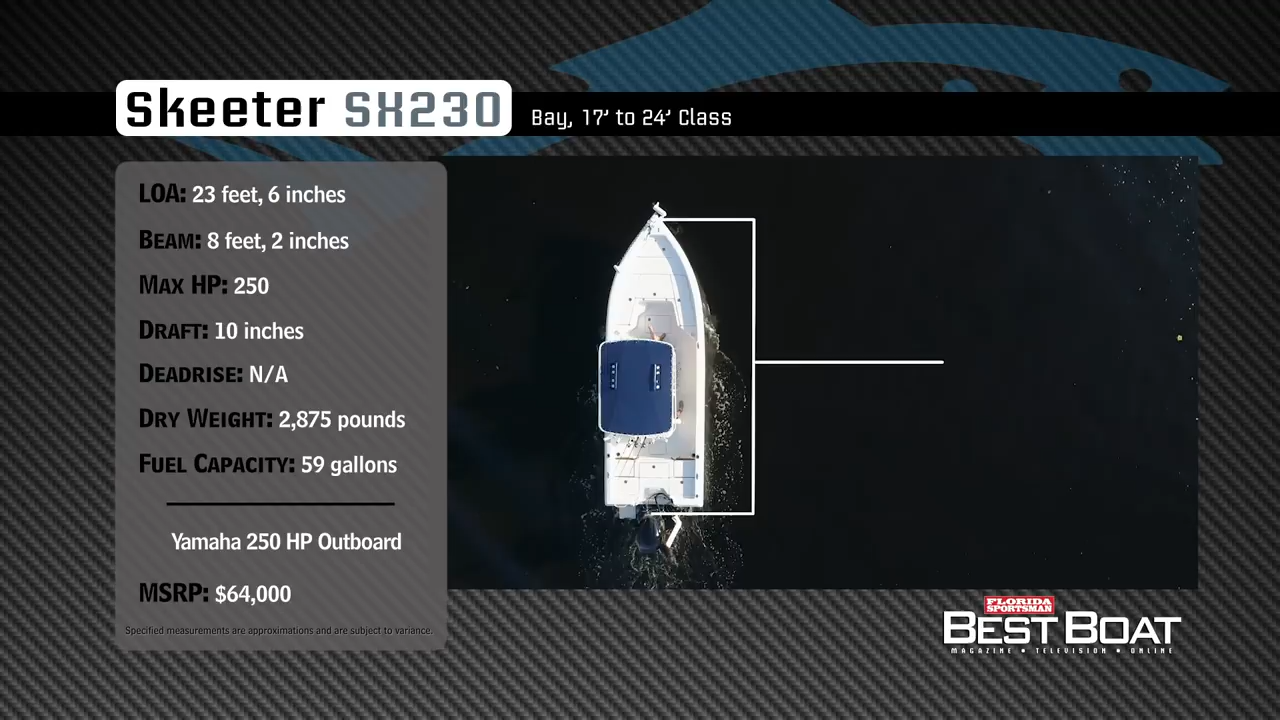 Skeeter SX230
Bay, 17' to 24' Class
LOA: 23 feet, 6 inches
BEAM: 8 feet, 2 inches
MAX HP: 250
DRAFT: 10 inches
DEADRISE: N/A
DRY WEIGHT: 2,875 pounds
FUEL CAPACITY: 59 gallons
Yamaha 250 HP Outboard
MSRP: $64,000
Specified measurements are approximations and are subject to variance.
FLORIDA
SPORTSMAN
BEST BOAT
MAGAZINE • TELEVISION • ONLINE